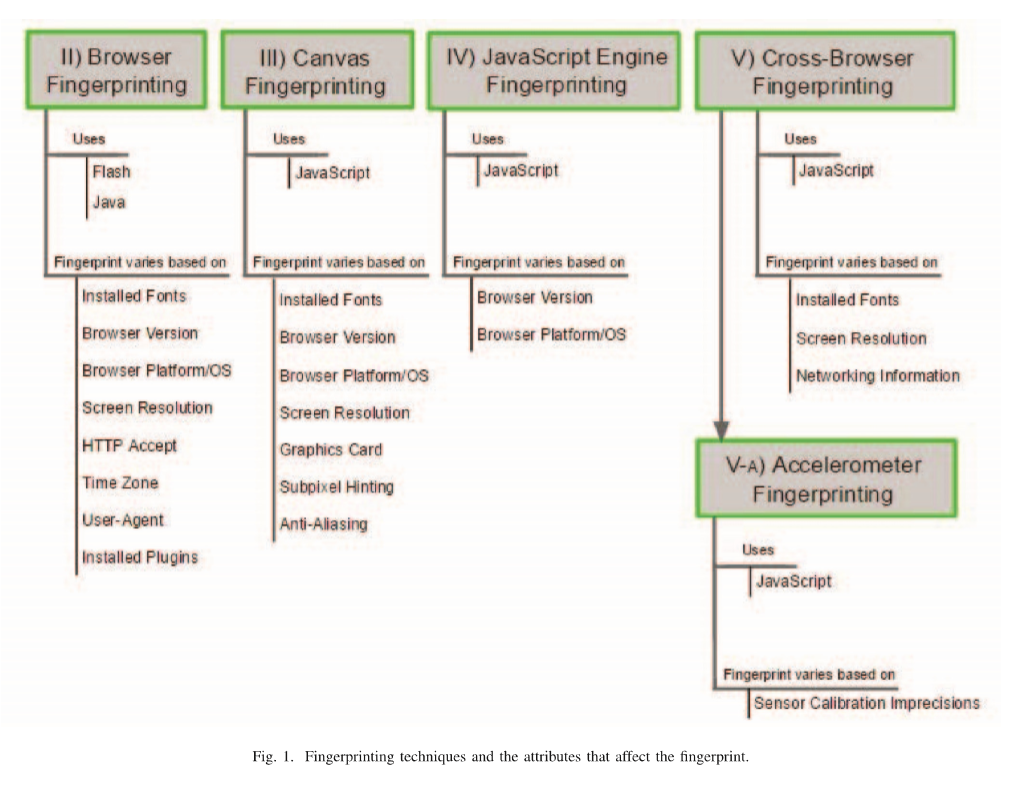 II) Browser
Fingerprinting
Uses
Flash
Java
Fingerprint varies based on
Installed Fonts
Browser Version
Browser Platform/OS
Screen Resolution
HTTP Accept
Time Zone
User-Agent
Installed Plugins
III) Canvas
Fingerprinting
Uses
JavaScript
Fingerprint varies based on
Installed Fonts
Browser Version
Browser Platform/OS
Screen Resolution
Graphics Card
Subpixel Hinting
Anti-Aliasing
IV) JavaScript Engine
Fingerprinting
Uses
JavaScript
Fingerprint varies based on
Browser Version
Browser Platform/OS
V) Cross-Browser
Fingerprinting
Uses
JavaScript
Fingerprint varies based on
Installed Fonts
Screen Resolution
Networking Information
V-A) Accelerometer
Fingerprinting
Uses
JavaScript
Fingerprint varies based on
Sensor Calibration Imprecisions
Fig. 1. Fingerprinting techniques and the attributes that affect the fingerprint.